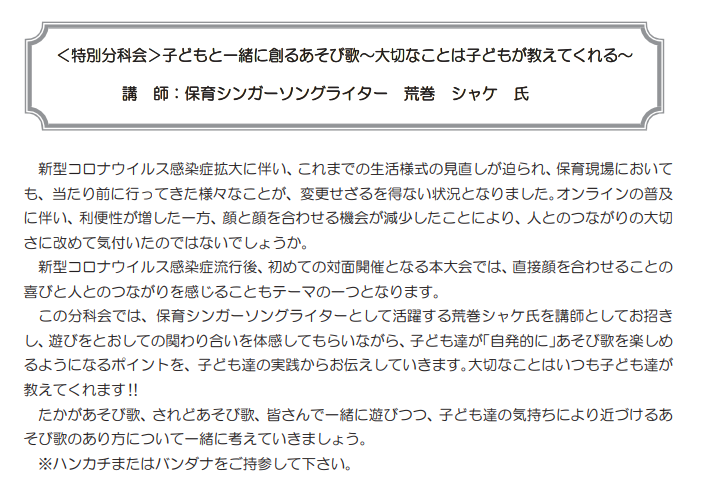 ＜特別分科会＞子どもと一緒に創るあそび歌～大切なことは子どもが教えてくれる～
講　師：保育シンガーソングライター　荒巻　シャケ　氏
　新型コロナウイルス感染症拡大に伴い、これまでの生活様式の見直しが迫られ、保育現場において
も、当たり前に行ってきた様々なことが、変更せざるを得ない状況となりました。オンラインの普及
に伴い、利便性が増した一方、顔と顔を合わせる機会が減少したことにより、人とのつながりの大切
さに改めて気付いたのではないでしょうか。
　新型コロナウイルス感染症流行後、初めての対面開催となる本大会では、直接顔を合わせることの
喜びと人とのつながりを感じることもテーマの一つとなります。
　この分科会では、保育シンガーソングライターとして活躍する荒巻シャケ氏を講師としてお招き
し、遊びをとおしての関わり合いを体感してもらいながら、子ども達が「自発的に」あそび歌を楽しめ
るようになるポイントを、子ども達の実践からお伝えしていきます。大切なことはいつも子ども達が
教えてくれます!!
　たかがあそび歌、されどあそび歌、皆さんで一緒に遊びつつ、子ども達の気持ちにより近づけるあ
そび歌のあり方について一緒に考えていきましょう。
　※ハンカチまたはバンダナをご持参して下さい。